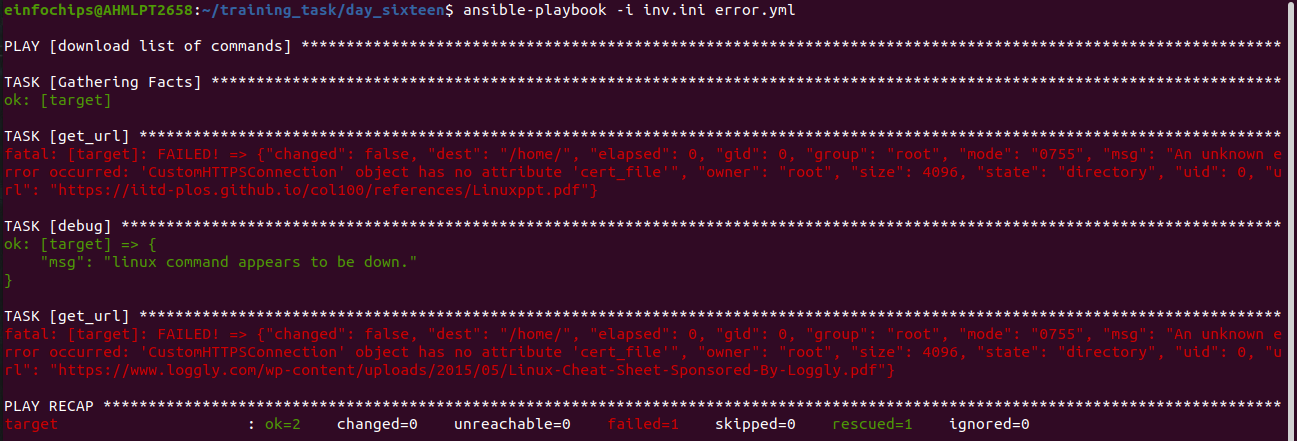 einfochips@AHMLPT2658:~/training_task/day_sixteen$ ansible-playbook -i inv.ini error.yml
PLAY [download list of commands] *************************************************************************************************************
TASK [Gathering Facts] ***********************************************************************************************************************
ok: [target]
TASK [get_url] *******************************************************************************************************************************
fatal: [target]: FAILED! => {"changed": false, "dest": "/home/", "elapsed": 0, "gid": 0, "group": "root", "mode": "0755", "msg": "An unknown e
rror occurred: 'CustomHTTPSConnection' object has no attribute 'cert_file'", "owner": "root", "size": 4096, "state": "directory", "uid": 0, "u
rl": "https://iitd-plos.github.io/col100/references/Linuxppt.pdf"}
TASK [debug] *********************************************************************************************************************************
ok: [target] => {
    "msg": "linux command appears to be down."
}
TASK [get_url] *******************************************************************************************************************************
fatal: [target]: FAILED! => {"changed": false, "dest": "/home/", "elapsed": 0, "gid": 0, "group": "root", "mode": "0755", "msg": "An unknown e
rror occurred: 'CustomHTTPSConnection' object has no attribute 'cert_file'", "owner": "root", "size": 4096, "state": "directory", "uid": 0, "u
rl": "https://www.loggly.com/wp-content/uploads/2015/05/Linux-Cheat-Sheet-Sponsored-By-Loggly.pdf"}
PLAY RECAP ***********************************************************************************************************************************
target                     : ok=2    changed=0    unreachable=0    failed=1    skipped=0    rescued=1    ignored=0